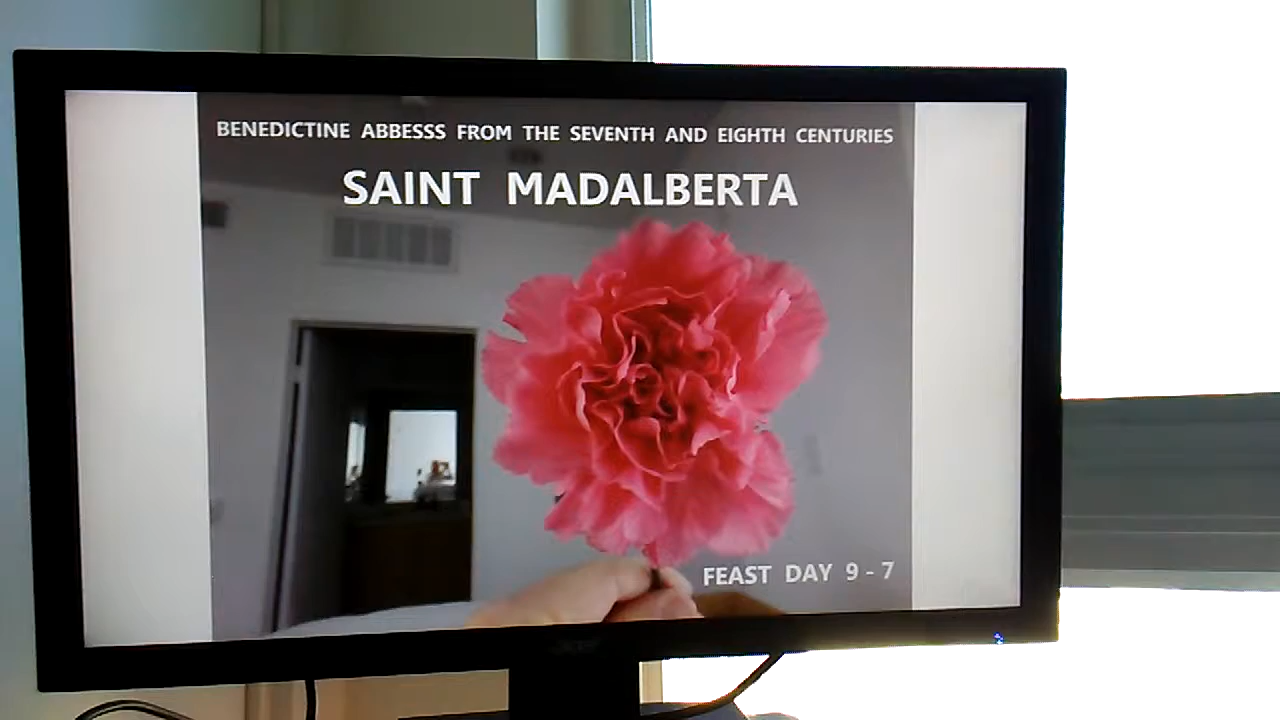 BENEDICTINE ABBESSS FROM THE SEVENTH AND EIGHTH CENTURIES
SAINT MADALBERTA
FEAST DAY 9-7